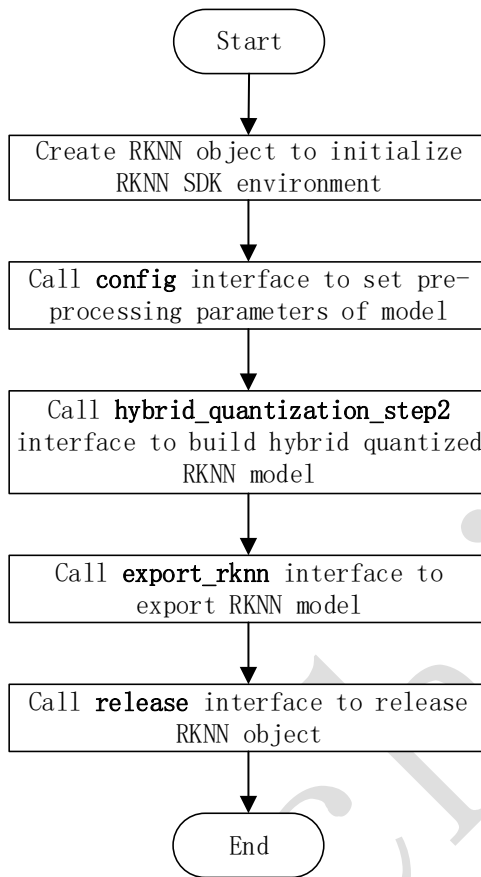 Start
Create RKNN object to initialize
RKNN SDK environment
Call config interface to set pre-
processing parameters of model
Call hybrid_quantization_step2
interface to build hybrid quantized
RKNN model
Call export_rknn interface to
export RKNN model
Call release interface to release
RKNN object
End